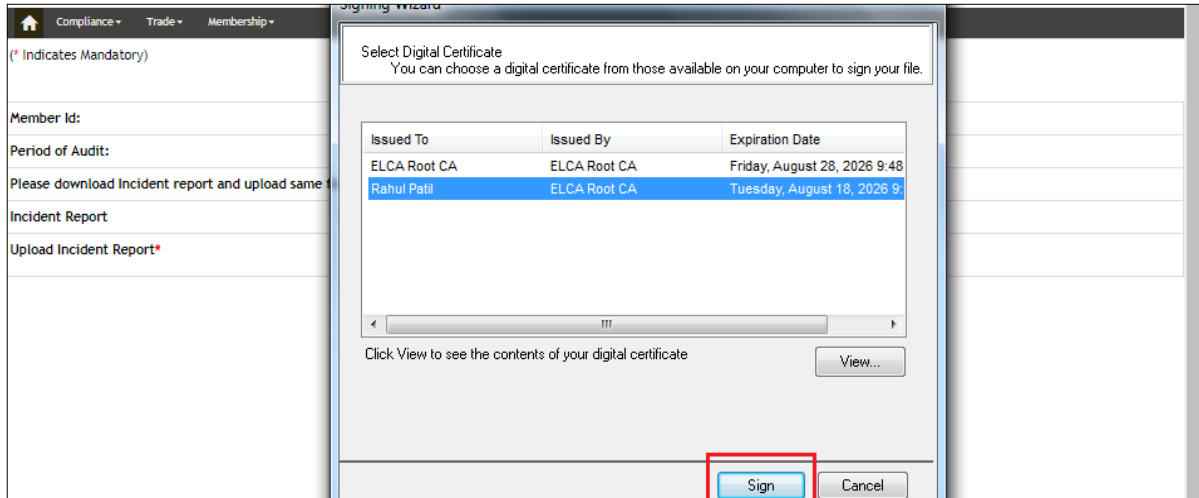 Signing Wizard
Compliance Trade Membership
(* Indicates Mandatory)
Select Digital Certificate
You can choose a digital certificate from those available on your computer to sign your file.
Member Id:
Period of Audit:
Please download Incident report and upload same
Incident Report
Upload Incident Report*
Issued To Issued By Expiration Date
ELCA Root CA ELCA Root CA Friday, August 28, 2026 9:48
Rahul Patil ELCA Root CA Tuesday, August 18, 2026 9:
Click View to see the contents of your digital certificate
View...
Sign Cancel